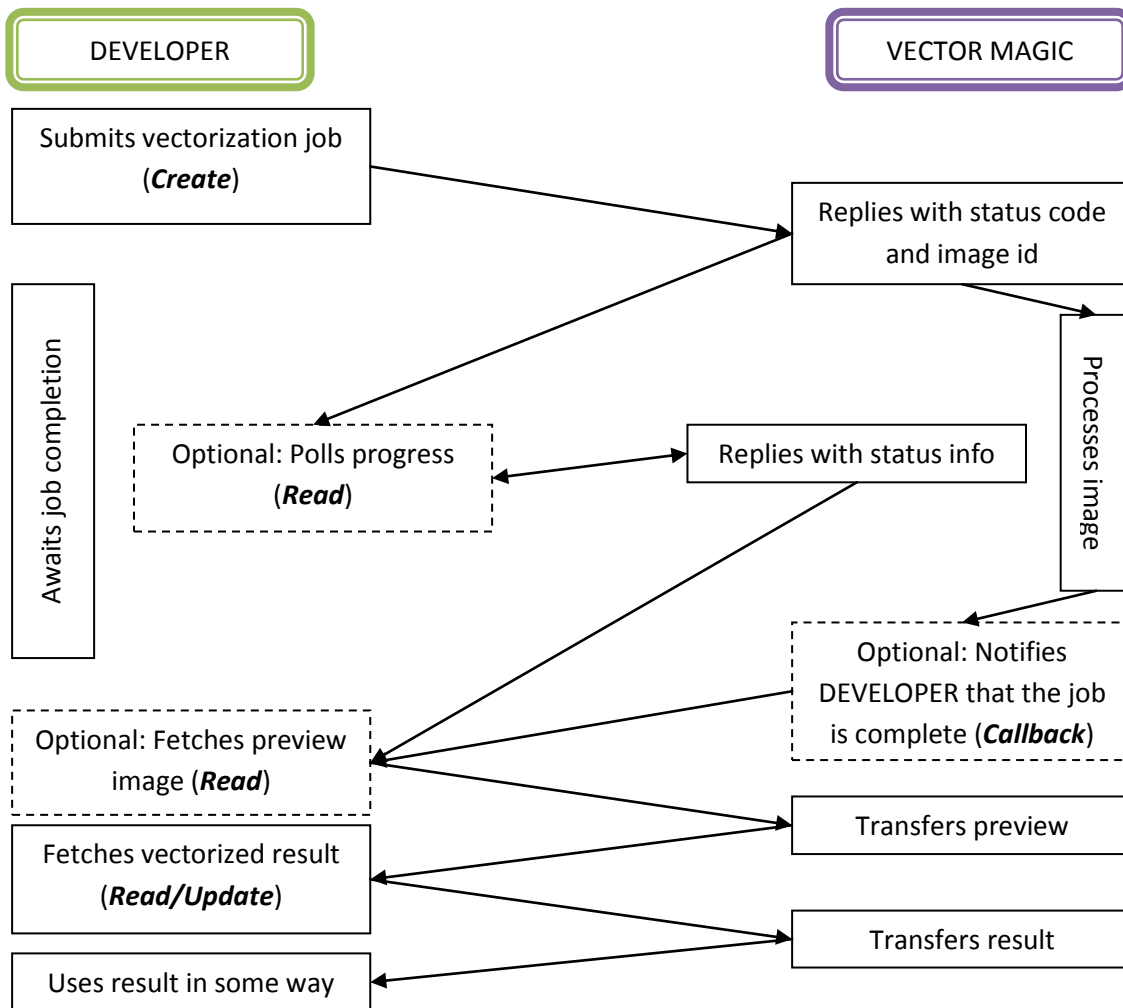 DEVELOPER
VECTOR MAGIC
Submits vectorization job
(Create)
Replies with status code
and image id
Awaits job completion
Processes image
Optional: Polls progress
(Read)
Replies with status info
Optional: Notifies
DEVELOPER that the job
is complete (Callback)
Optional: Fetches preview
image (Read)
Transfers preview
Fetches vectorized result
(Read/Update)
Transfers result
Uses result in some way